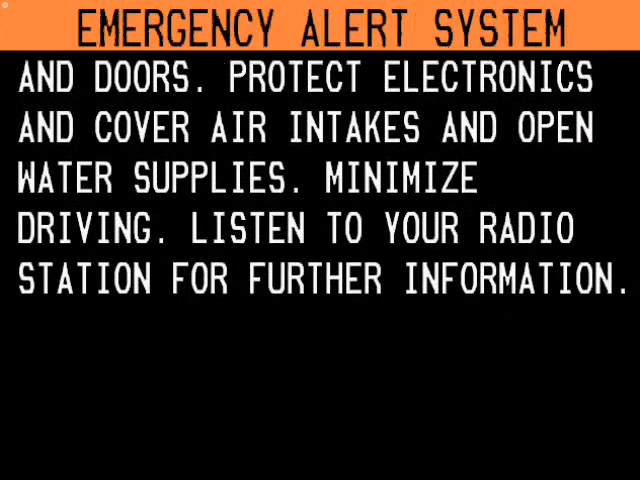 EMERGENCY ALERT SYSTEM
AND DOORS. PROTECT ELECTRONICS
AND COVER AIR INTAKES AND OPEN
WATER SUPPLIES. MINIMIZE
DRIVING. LISTEN TO YOUR RADIO
STATION FOR FURTHER INFORMATION.